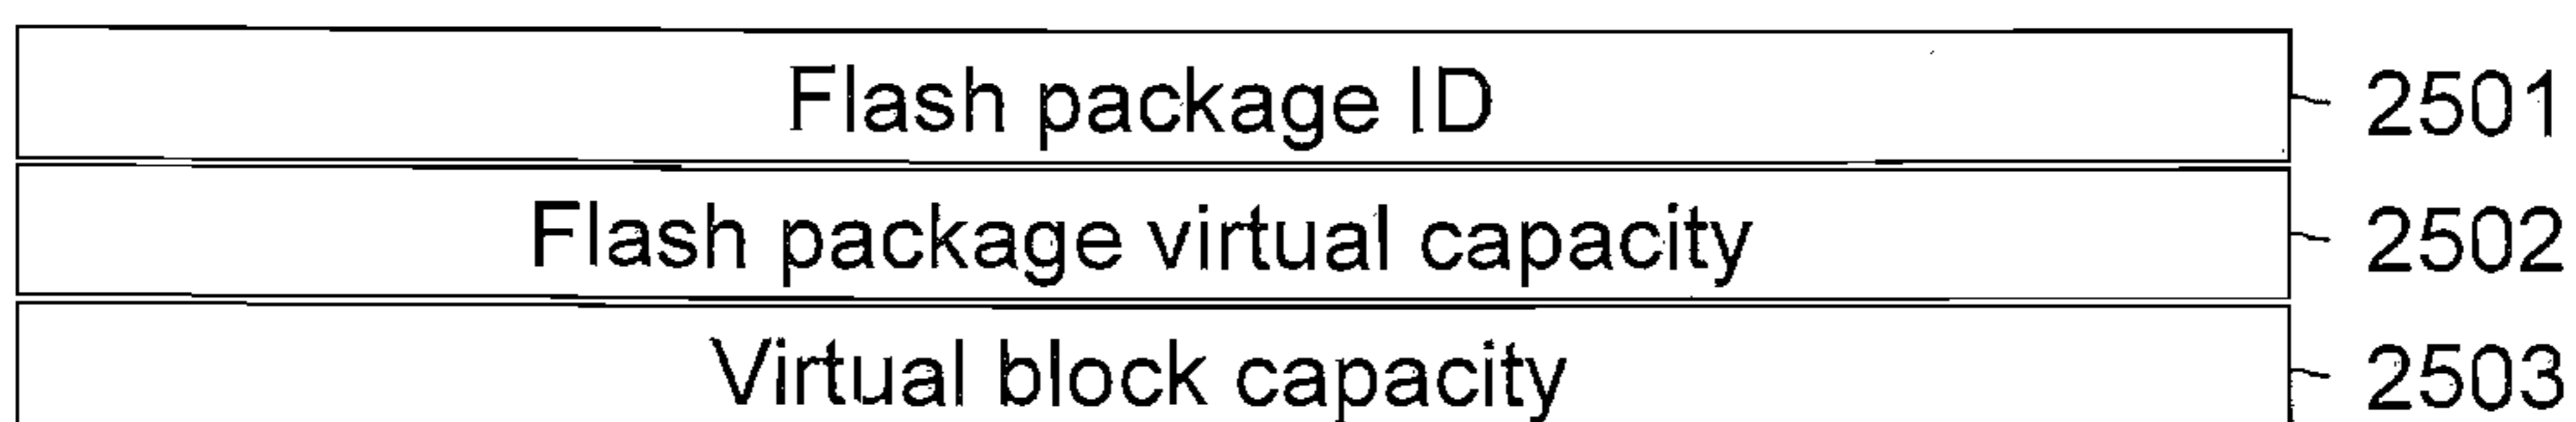 Flash package ID 2501
Flash package virtual capacity 2502
Virtual block capacity 2503